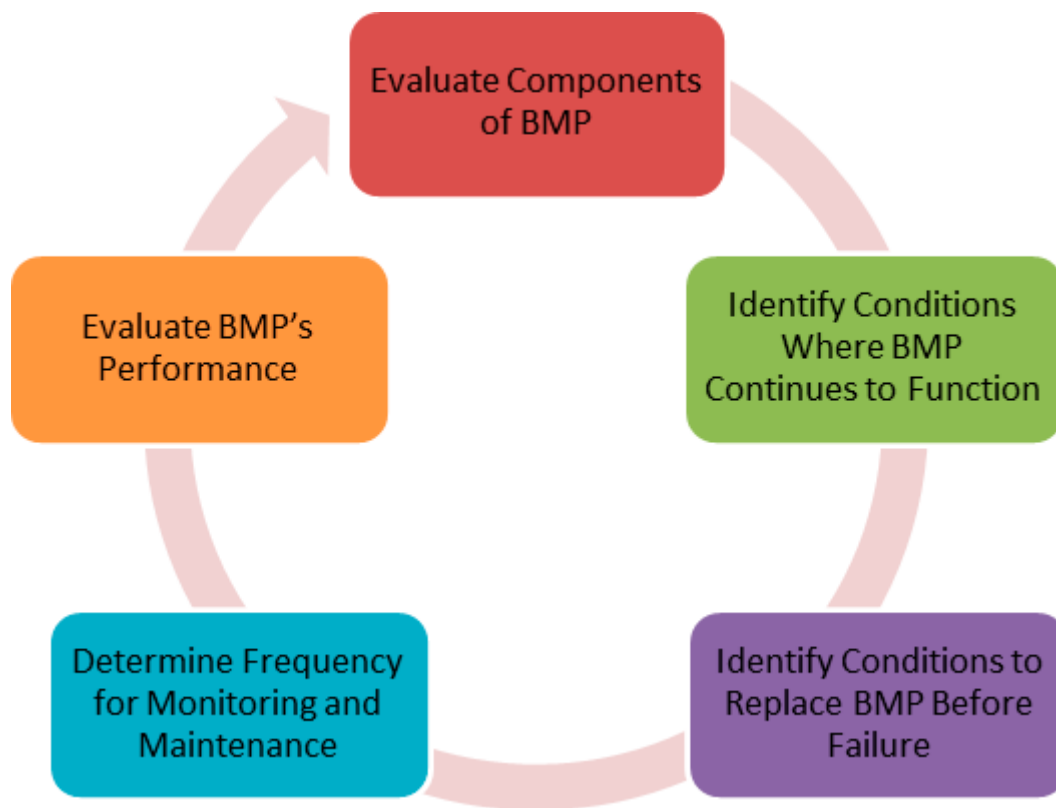 Evaluate Components
of BMP
Identify Conditions
Where BMP
Continues to Function
Identify Conditions to
Replace BMP Before
Failure
Determine Frequency
for Monitoring and
Maintenance
Evaluate BMP's
Performance